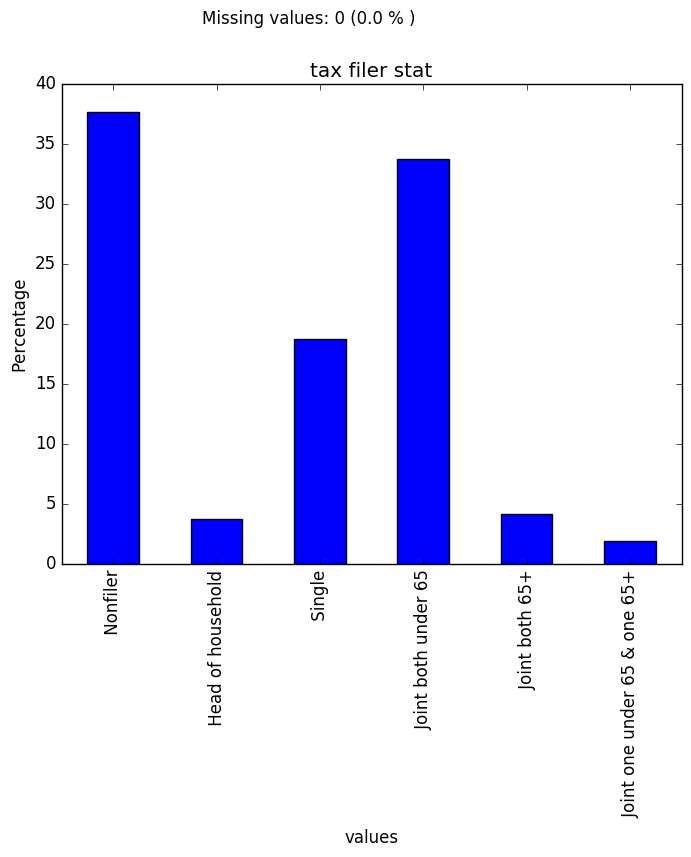 Missing values: 0 (0.0 % )
tax filer stat
40
35
30
25
20
15
10
5
0
Percentage
Nonfiler
Head of household
Single
Joint both under 65
Joint both 65+
Joint one under 65 & one 65+
values